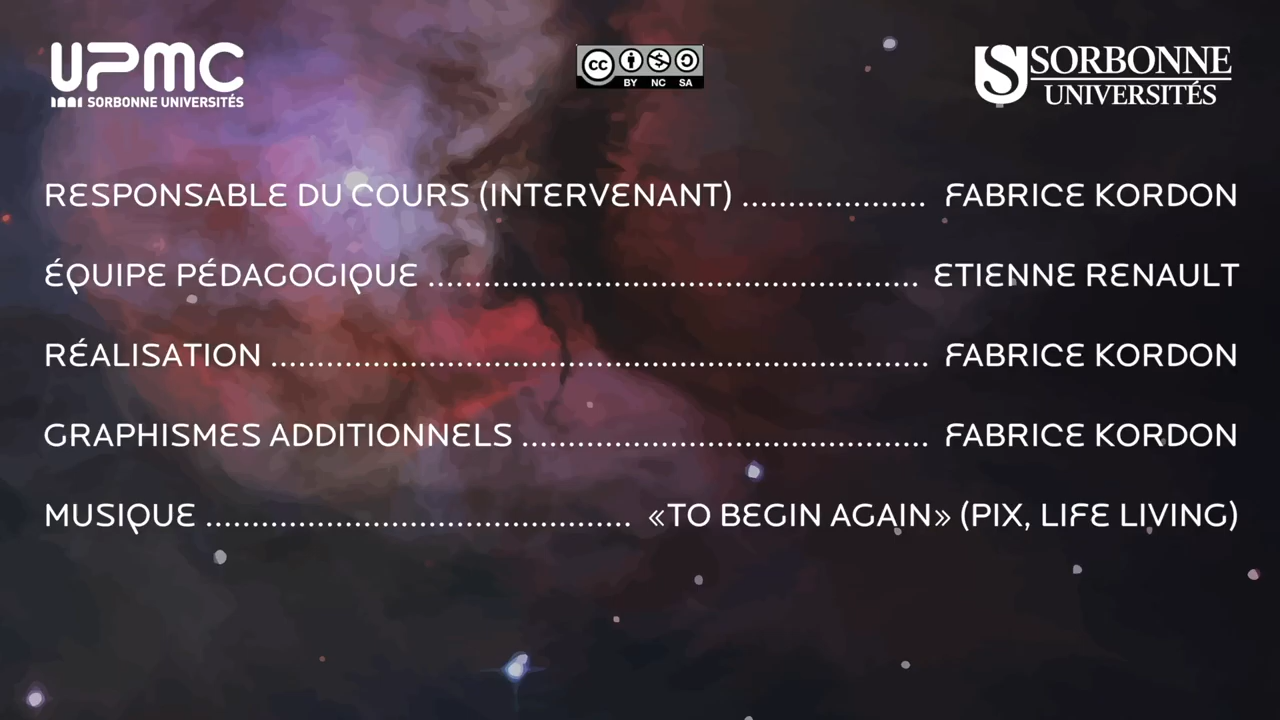 UPMC
SORBONNE UNIVERSITÉS
CC BY NC SA
SORBONNE
UNIVERSITÉS
RESPONSABLE DU COURS (INTERVENANT) ................... FABRICE KORDON
ÉQUIPE PÉDAGOGIQUE .................................................. ETIENNE RENAULT
RÉALISATION .................................................................... FABRICE KORDON
GRAPHISMES ADDITIONNELS .......................................... FABRICE KORDON
MUSIQUE ............................................ «TO BEGIN AGAIN» (PIX, LIFE LIVING)